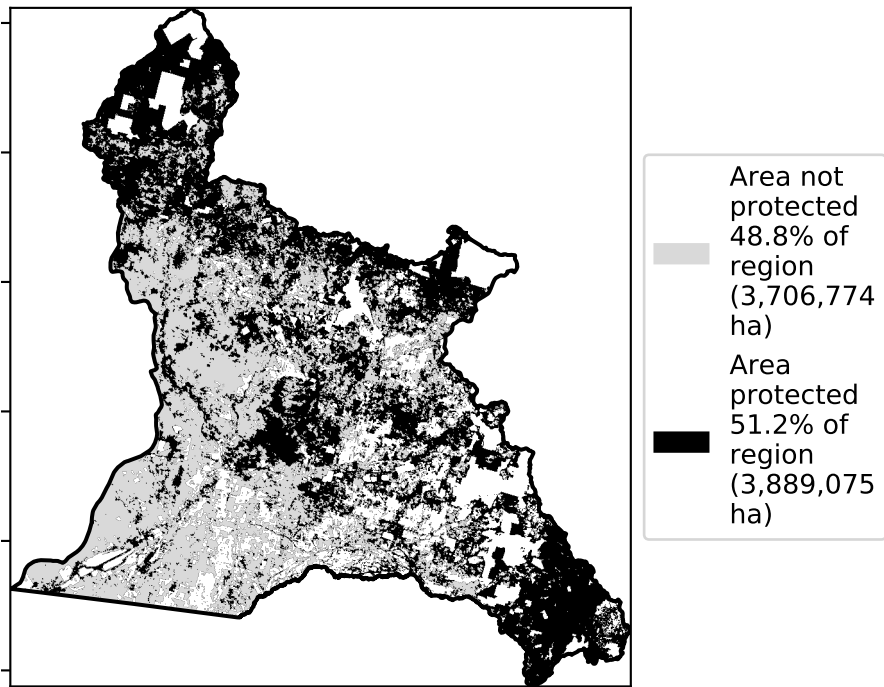 Area not
protected
48.8% of
region
(3,706,774
ha)
Area
protected
51.2% of
region
(3,889,075
ha)